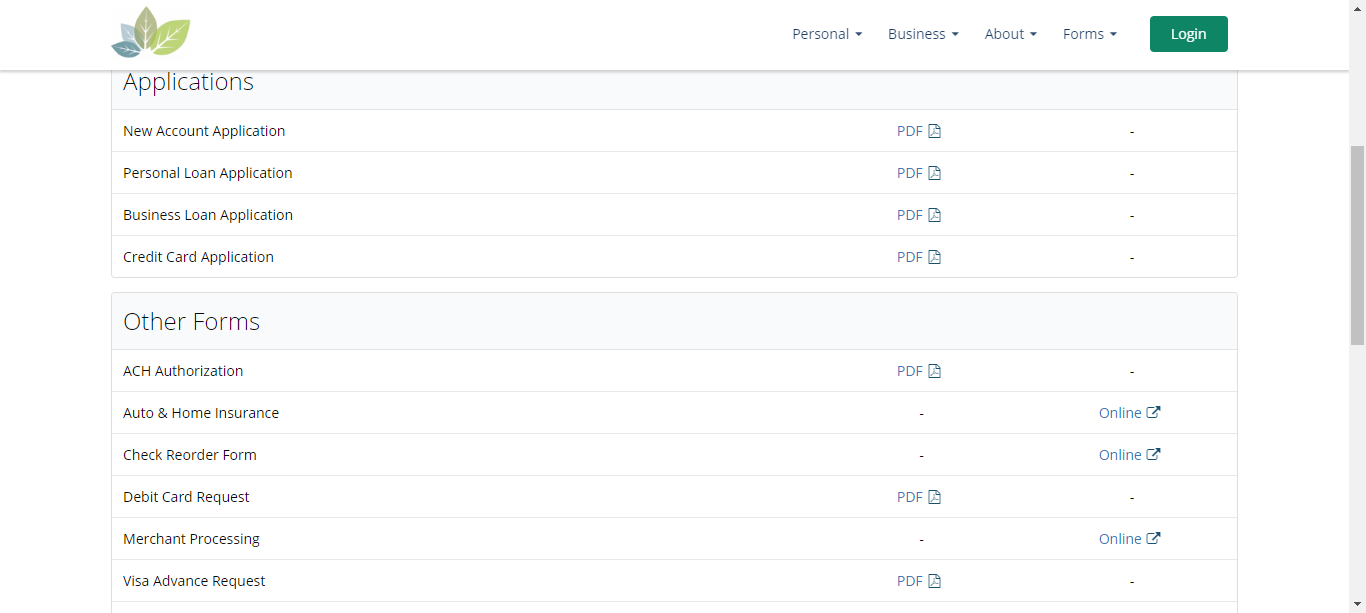 Personal Business About Forms Login
Applications
New Account Application PDF -
Personal Loan Application PDF -
Business Loan Application PDF -
Credit Card Application PDF -
Other Forms
ACH Authorization PDF -
Auto & Home Insurance - Online
Check Reorder Form - Online
Debit Card Request PDF -
Merchant Processing - Online
Visa Advance Request PDF -